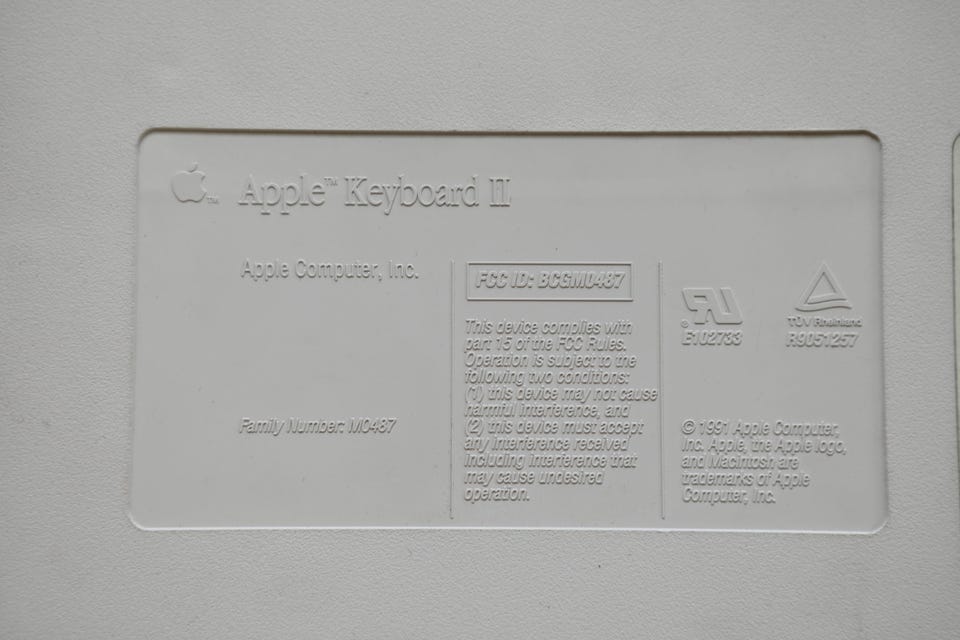 ™ Apple™ Keyboard II
Apple Computer, Inc.
Family Number: M0487
FCC ID: BCGM0487
This device complies with
part 15 of the FCC Rules.
Operation is subject to the
following two conditions:
(1) this device may not cause
harmful interference, and
(2) this device must accept
any interference received
including interference that
may cause undesired
operation.
® UR
E102733
TÜV Rheinland
R9051257
© 1991 Apple Computer,
Inc. Apple, the Apple logo,
and Macintosh are
trademarks of Apple
Computer, Inc.